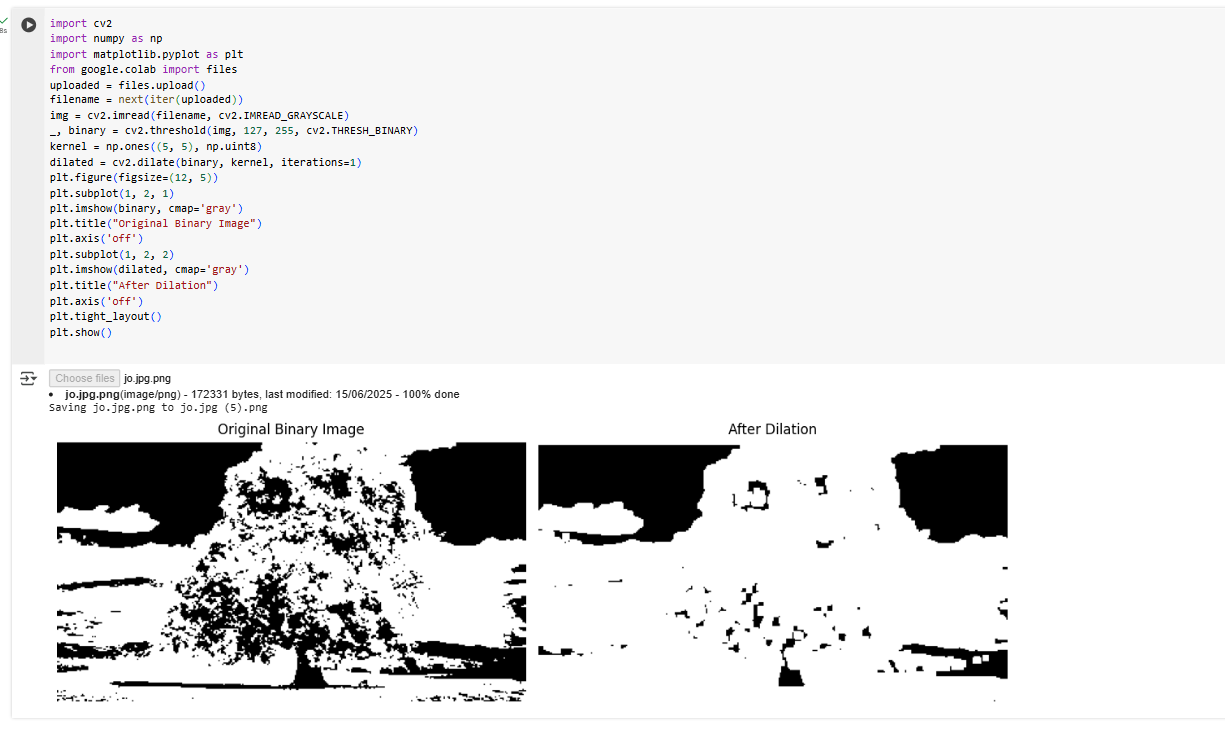 import cv2
import numpy as np
import matplotlib.pyplot as plt
from google.colab import files
uploaded = files.upload()
filename = next(iter(uploaded))
img = cv2.imread(filename, cv2.IMREAD_GRAYSCALE)
_, binary = cv2.threshold(img, 127, 255, cv2.THRESH_BINARY)
kernel = np.ones((5, 5), np.uint8)
dilated = cv2.dilate(binary, kernel, iterations=1)
plt.figure(figsize=(12, 5))
plt.subplot(1, 2, 1)
plt.imshow(binary, cmap='gray')
plt.title("Original Binary Image")
plt.axis('off')
plt.subplot(1, 2, 2)
plt.imshow(dilated, cmap='gray')
plt.title("After Dilation")
plt.axis('off')
plt.tight_layout()
plt.show()
Choose files jo.jpg.png
• jo.jpg.png(image/png) - 172331 bytes, last modified: 15/06/2025 - 100% done
Saving jo.jpg.png to jo.jpg (5).png
Original Binary Image
After Dilation